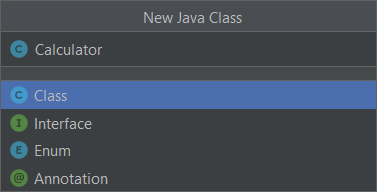 New Java Class
C Calculator
C Class
I Interface
E Enum
@ Annotation